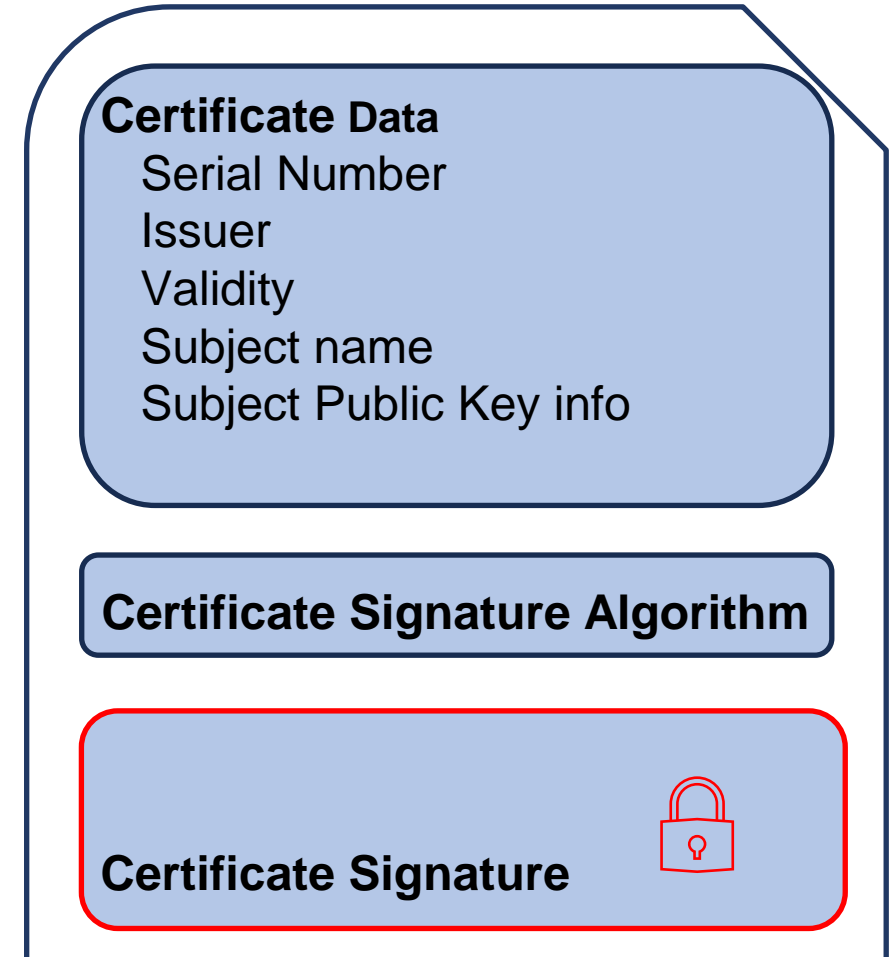 Certificate Data
Serial Number
Issuer
Validity
Subject name
Subject Public Key info
Certificate Signature Algorithm
Certificate Signature